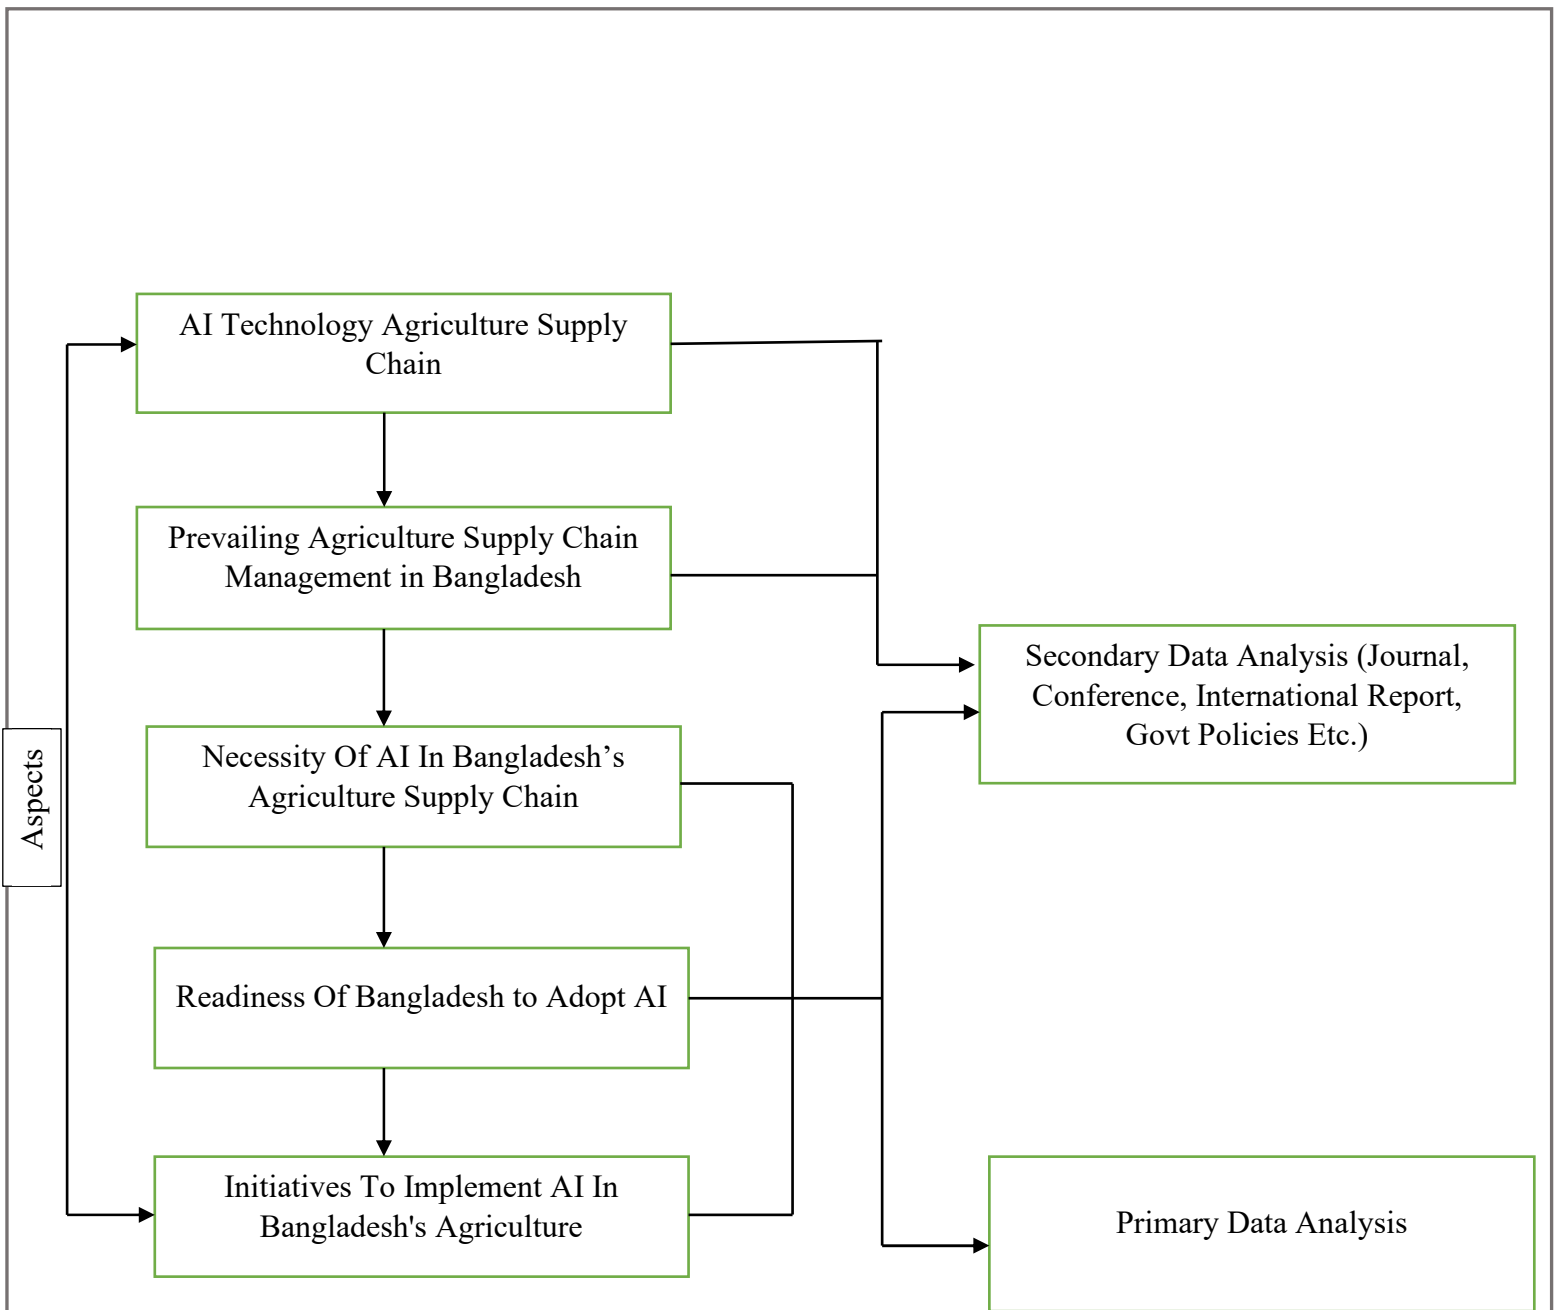 AI Technology Agriculture Supply
Chain
Prevailing Agriculture Supply Chain
Management in Bangladesh
Secondary Data Analysis (Journal,
Conference, International Report,
Govt Policies Etc.)
Aspects
Necessity Of AI In Bangladesh’s
Agriculture Supply Chain
Readiness Of Bangladesh to Adopt AI
Initiatives To Implement AI In
Bangladesh's Agriculture
Primary Data Analysis